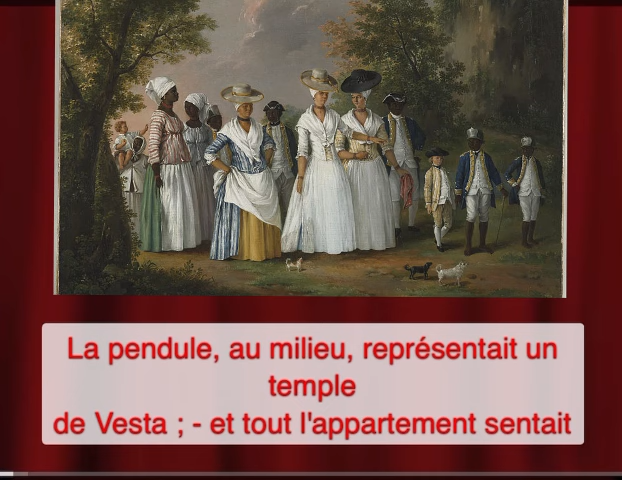 La pendule, au milieu, représentait un
temple
de Vesta ; - et tout l'appartement sentait